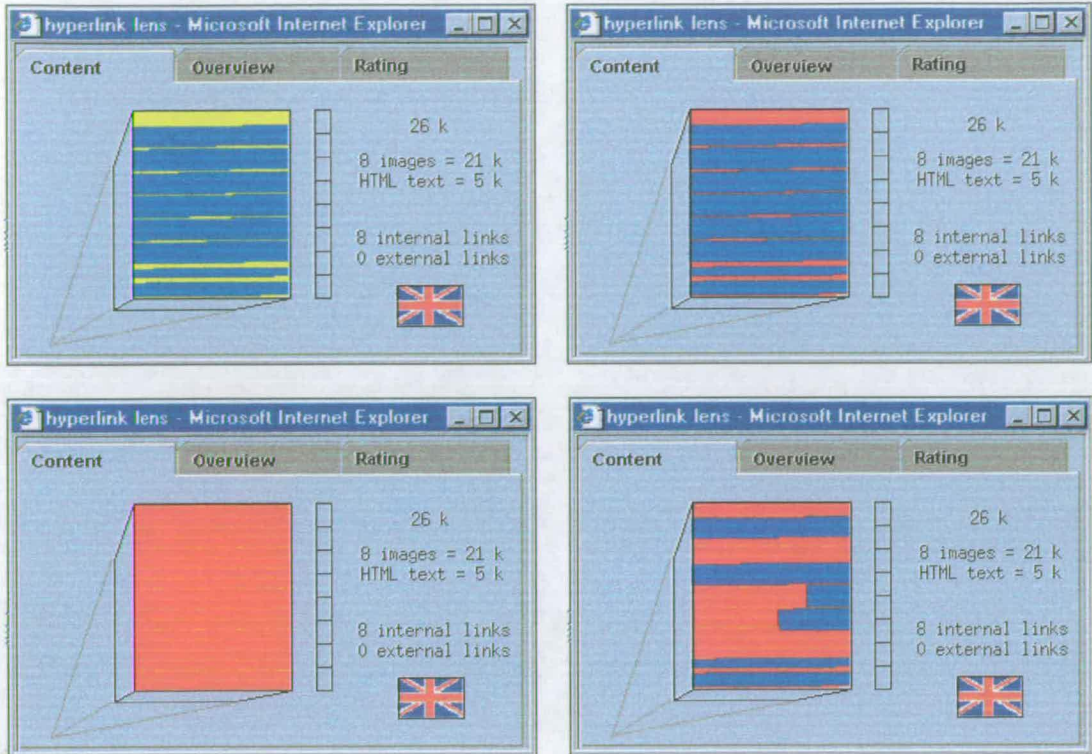 hyperlink lens - Microsoft Internet Explorer
Content Overview Rating
26 k
8 images = 21 k
HTML text = 5 k
8 internal links
0 external links
hyperlink lens - Microsoft Internet Explorer
Content Overview Rating
26 k
8 images = 21 k
HTML text = 5 k
8 internal links
0 external links
hyperlink lens - Microsoft Internet Explorer
Content Overview Rating
26 k
8 images = 21 k
HTML text = 5 k
8 internal links
0 external links
hyperlink lens - Microsoft Internet Explorer
Content Overview Rating
26 k
8 images = 21 k
HTML text = 5 k
8 internal links
0 external links